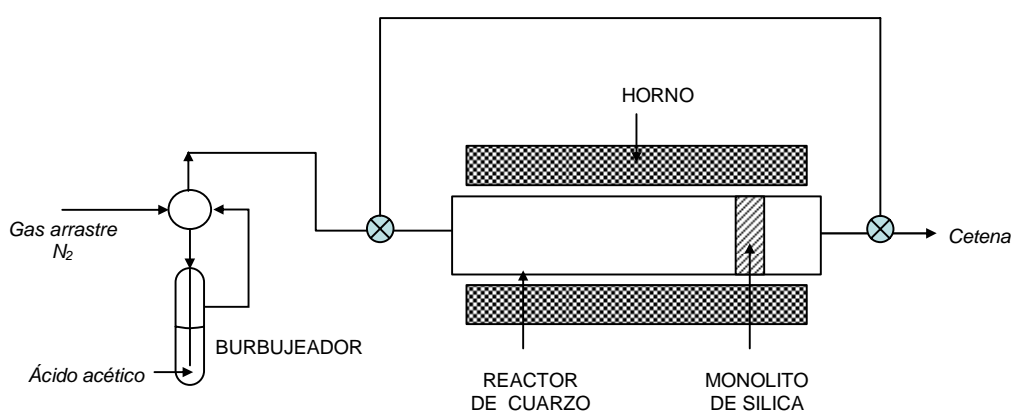 HORNO
Gas arrastre
N₂
Cetena
BURBUJEADOR
Ácido acético
REACTOR
DE CUARZO
MONOLITO
DE SILICA